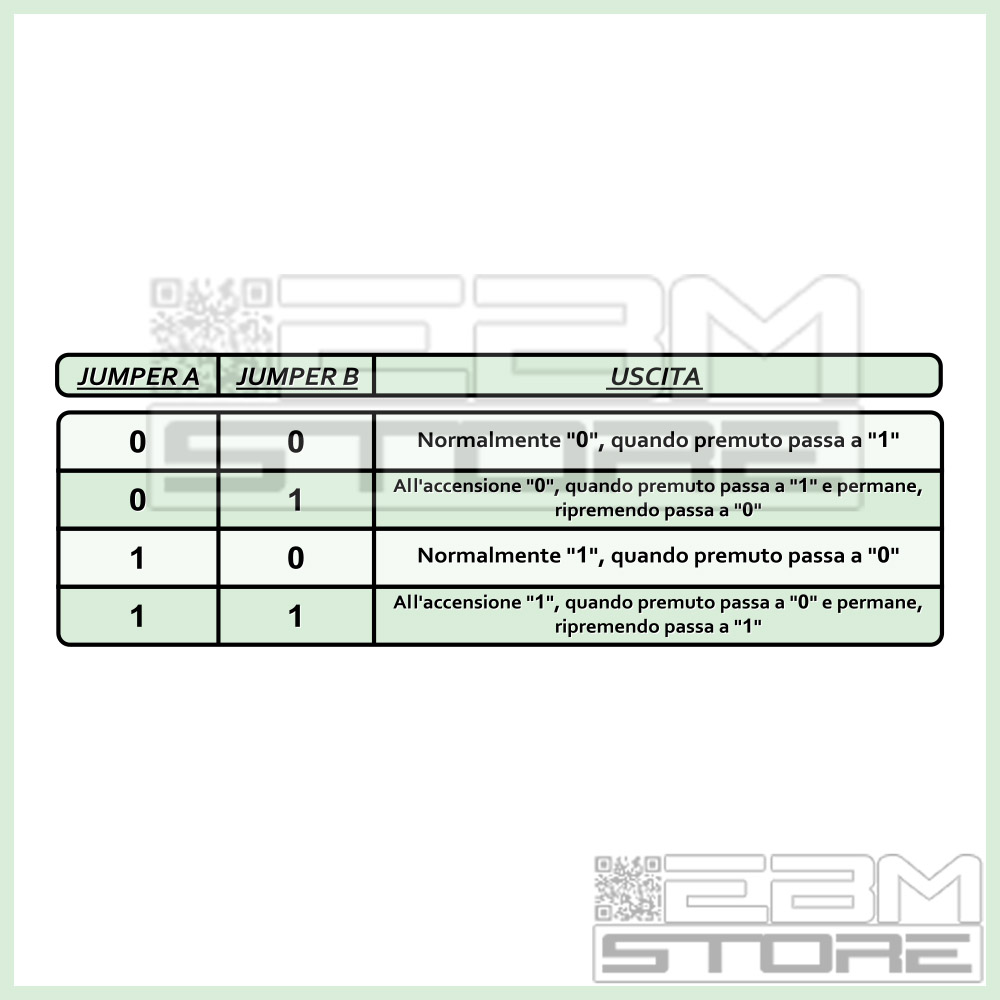 JUMPER A JUMPER B USCITA
0 0 Normalmente "0", quando premuto passa a "1"
0 1 All'accensione "0", quando premuto passa a "1" e permane,
ripremendo passa a "0"
1 0 Normalmente "1", quando premuto passa a "0"
1 1 All'accensione "1", quando premuto passa a "0" e permane,
ripremendo passa a "1"
EBM
STORE
EBM
STORE